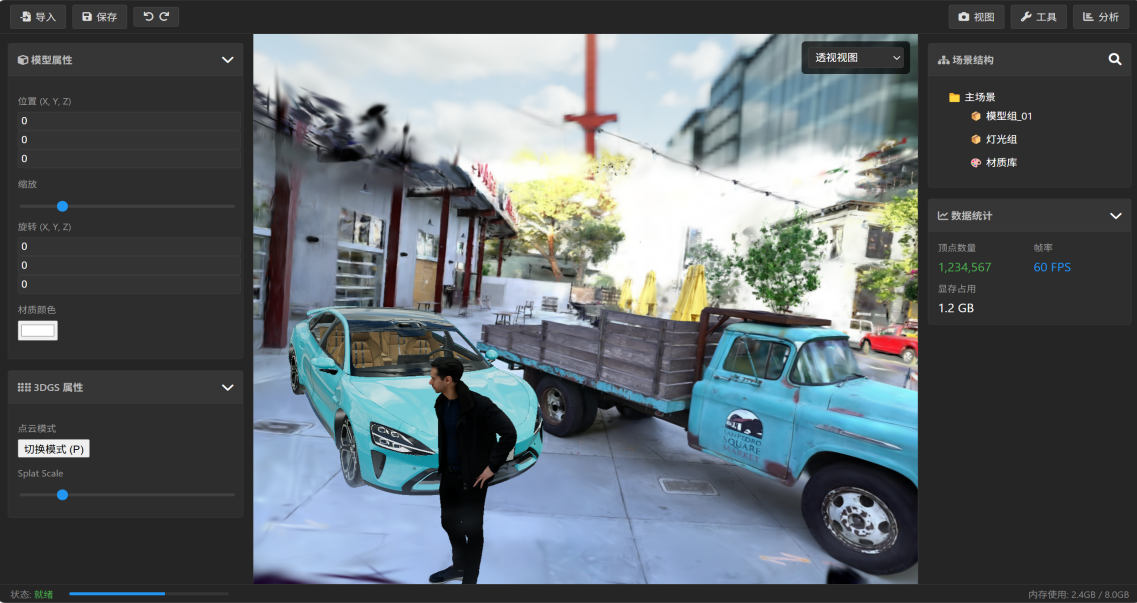 导入
保存
视图
工具
分析
模型属性
位置 (X, Y, Z)
0
0
0
缩放
旋转 (X, Y, Z)
0
0
0
材质颜色
3DGS 属性
点云模式
切换模式 (P)
Splat Scale
透视视图
SQUARE
MARKET
场景结构
主场景
模型组_01
灯光组
材质库
数据统计
顶点数量
帧率
1,234,567
60 FPS
显存占用
1.2 GB
状态: 就绪
内存使用: 2.4GB / 8.0GB